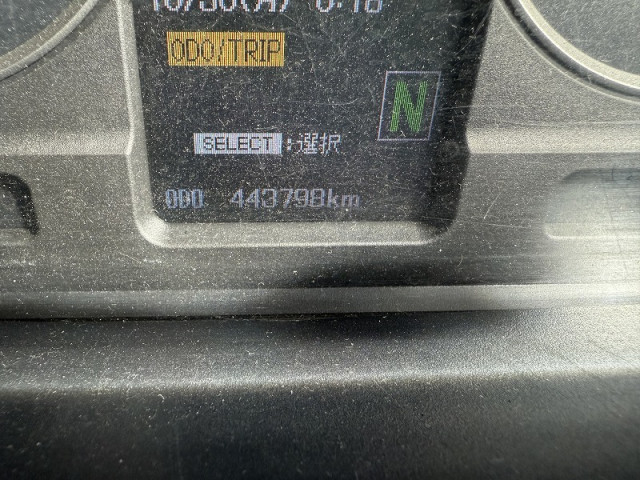 ODO/TRIP
N
SELECT :選択
ODO 443798km